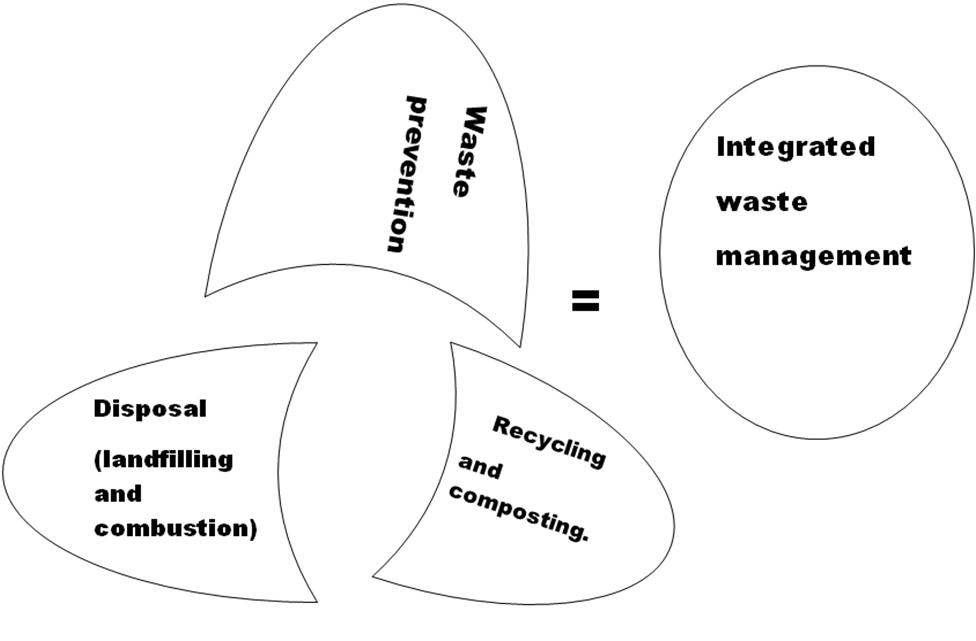 Waste
prevention
=
Integrated
waste
management
Disposal
(landfilling
and
combustion)
Recycling
and
composting.